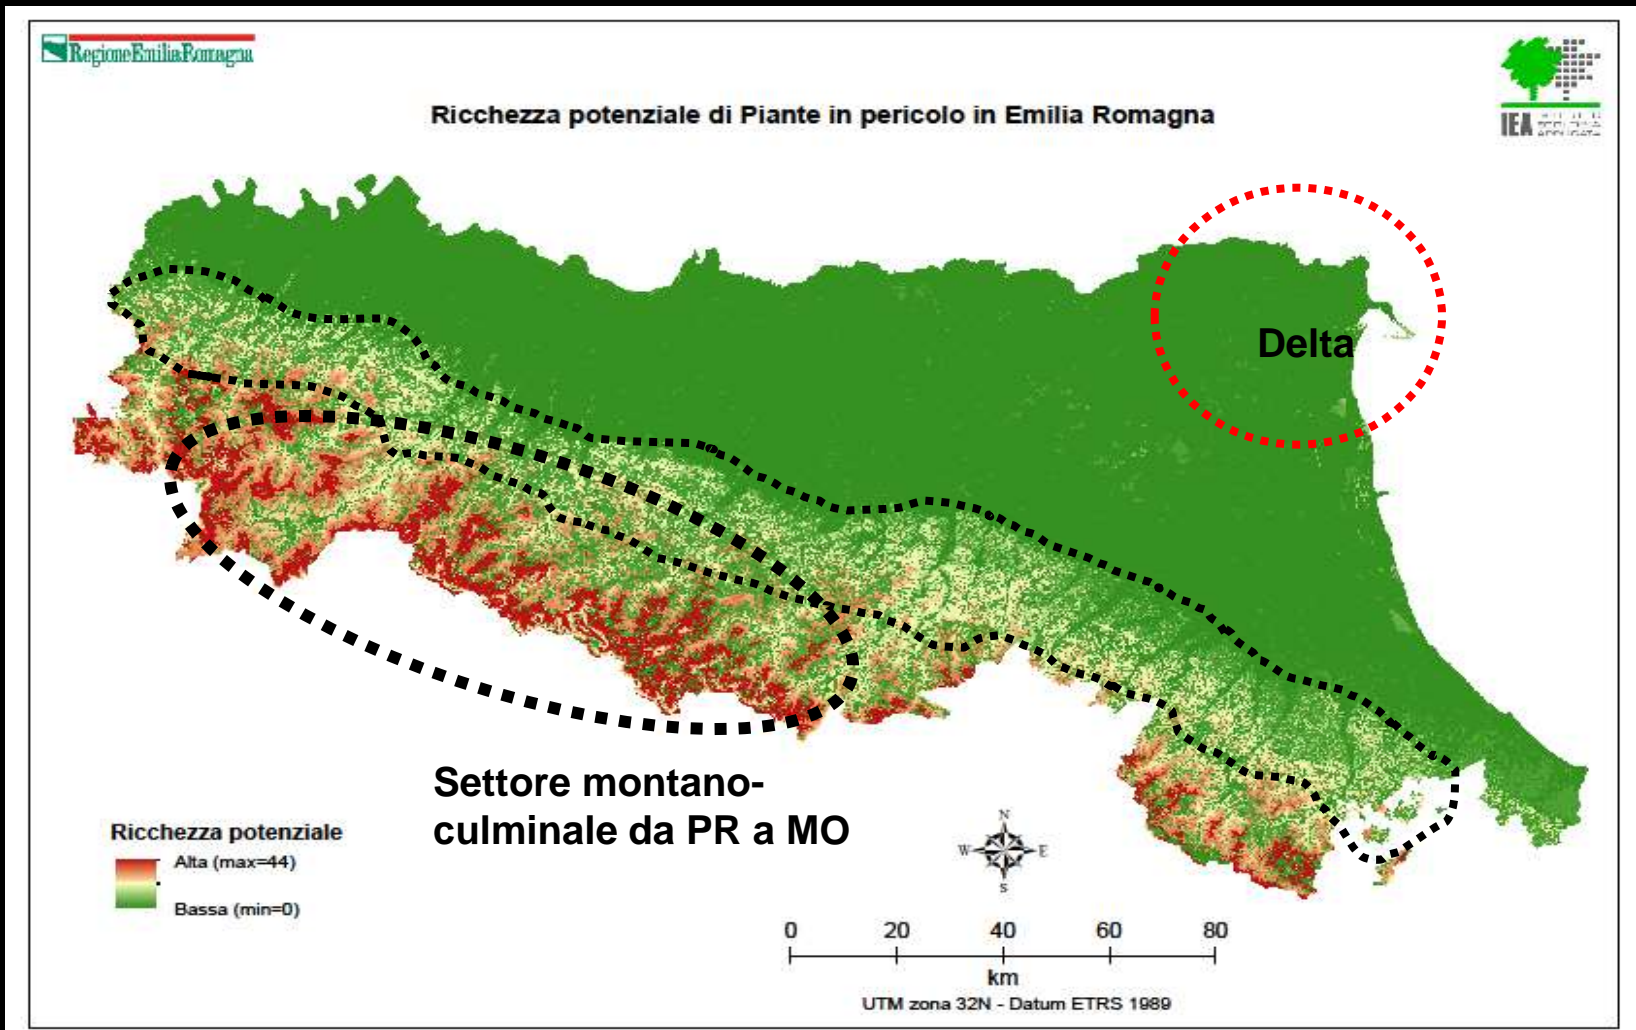 RegioneEmiliaRomagna
Ricchezza potenziale di Piante in pericolo in Emilia Romagna
IEA
Delta
Settore montano-
culminale da PR a MO
Ricchezza potenziale
Alta (max=44)
Bassa (min=0)
N
W
E
S
0 20 40 60 80
km
UTM zona 32N - Datum ETRS 1989